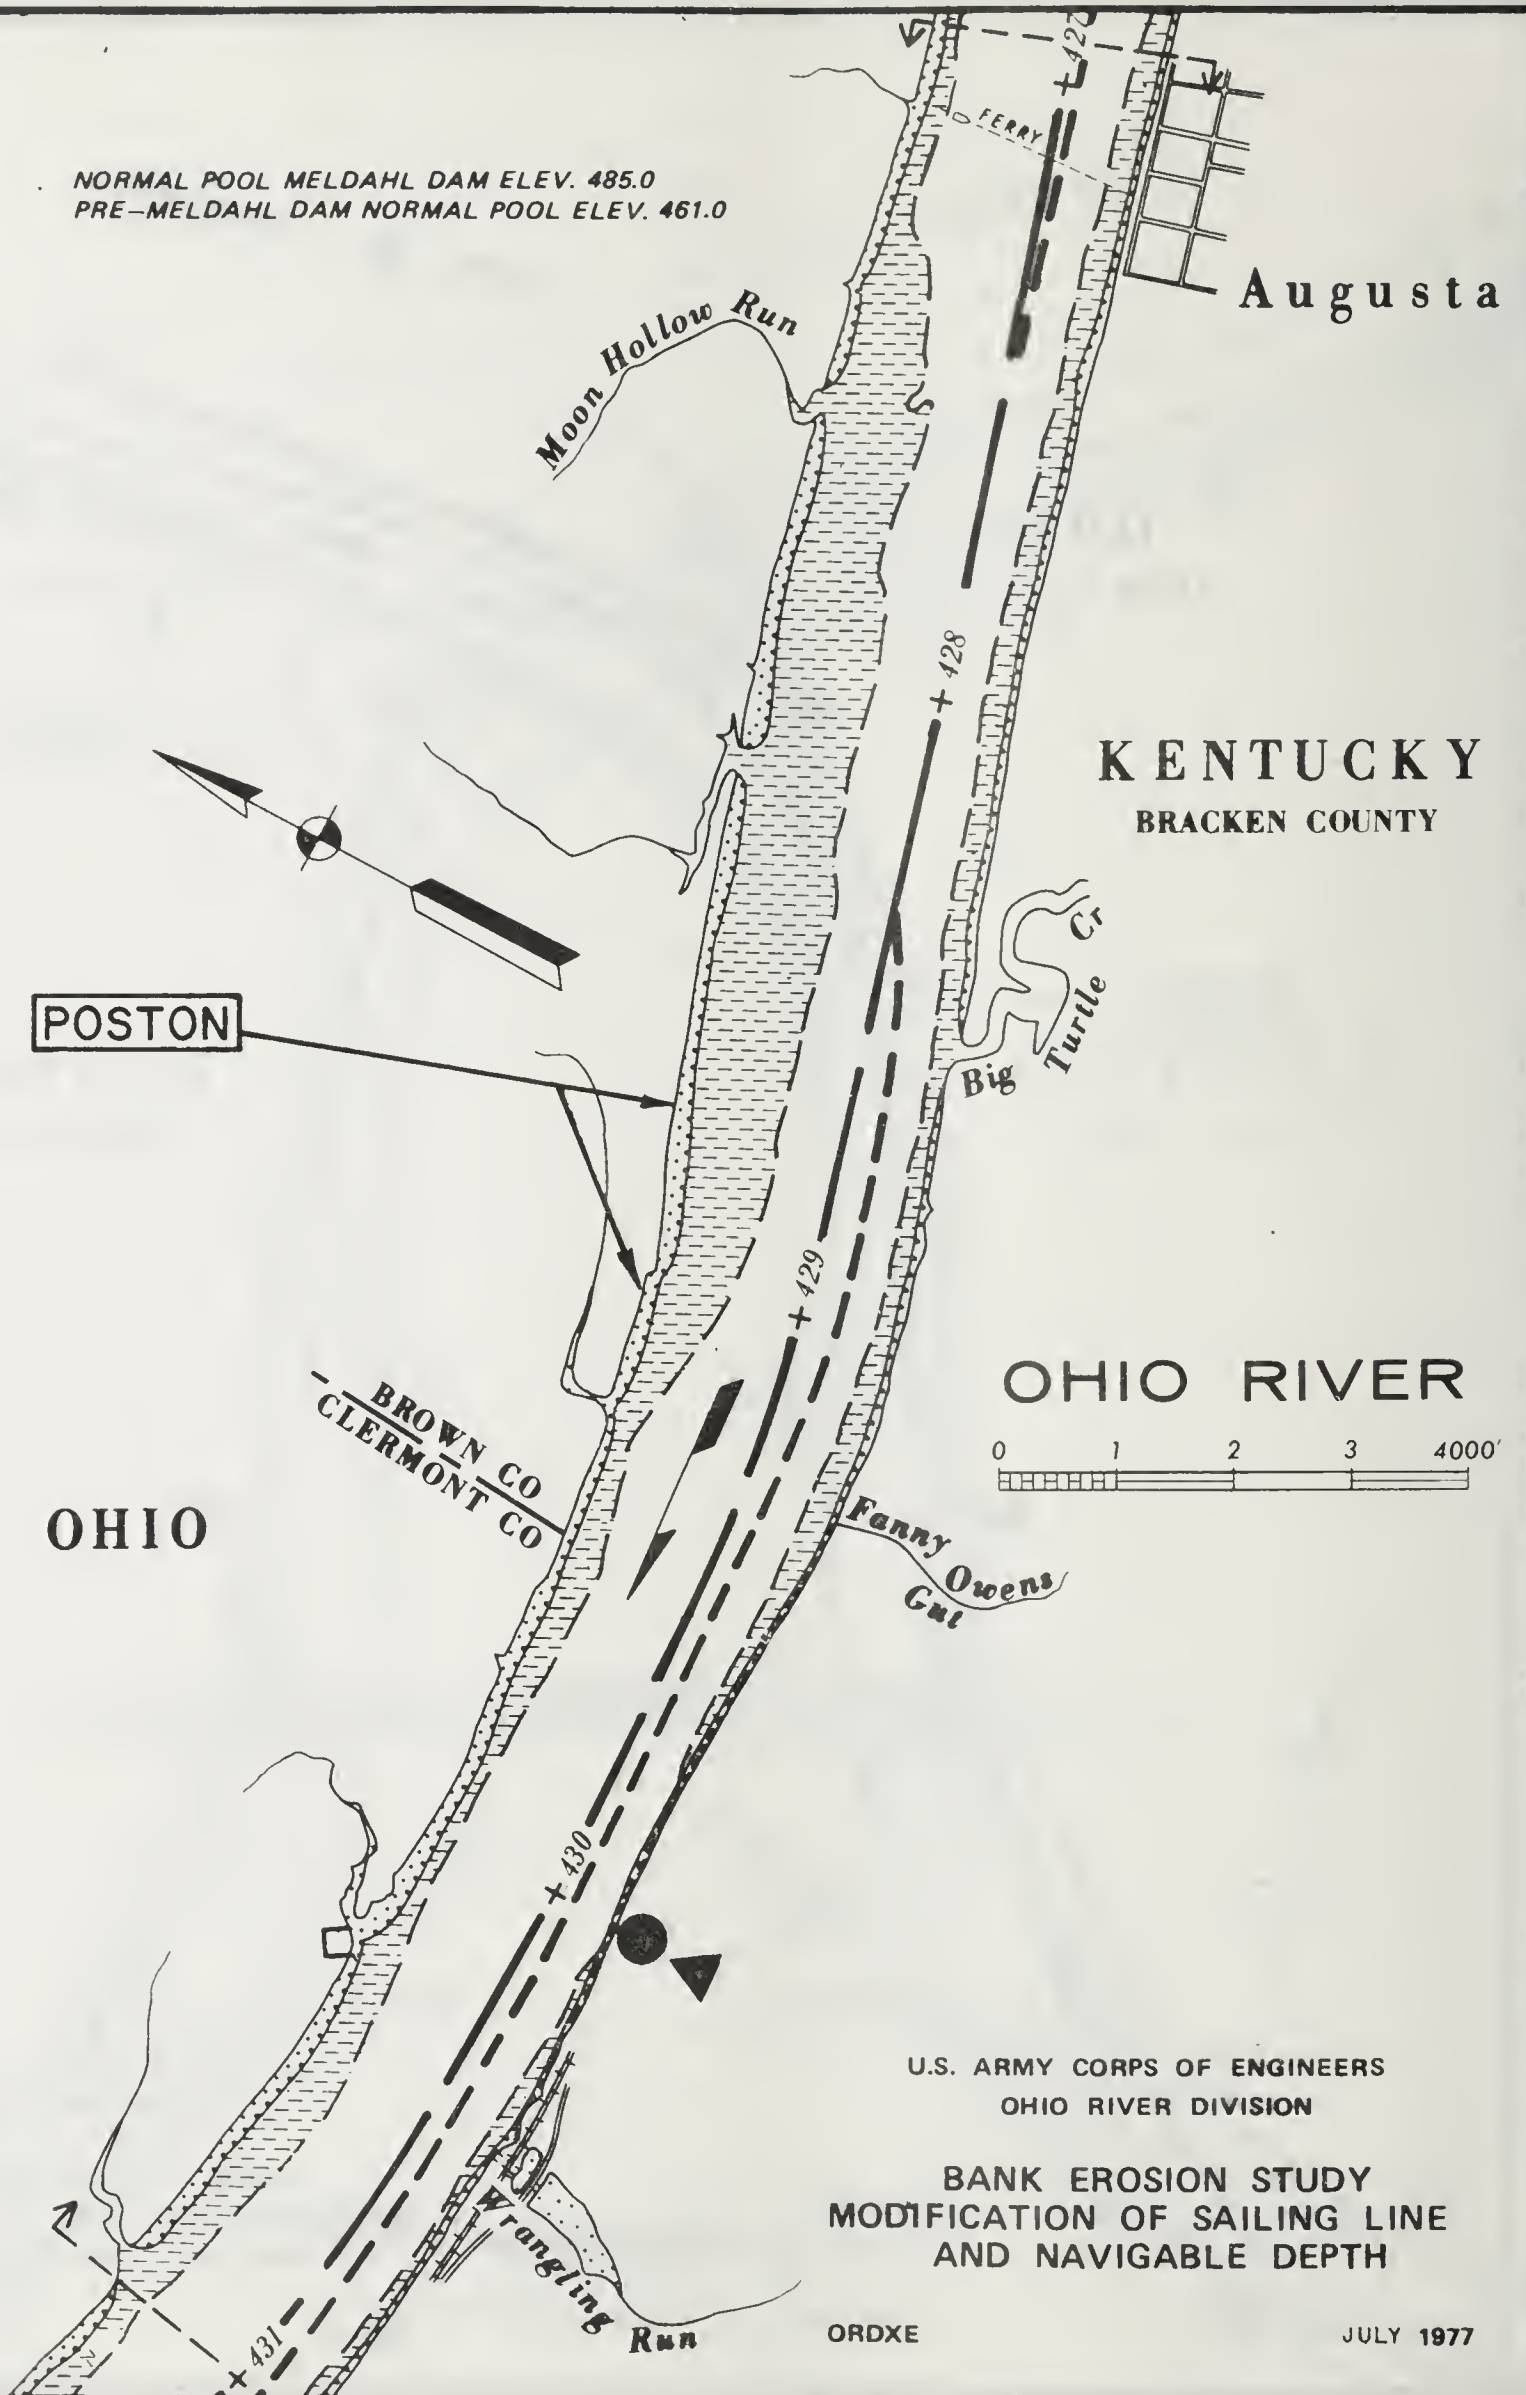 427
FERRY
NORMAL POOL MELDAHL DAM ELEV. 485.0
PRE-MELDAHL DAM NORMAL POOL ELEV. 461.0
Augusta
Moon Hollow Run
428
KENTUCKY
BRACKEN COUNTY
Big Turtle Cr
POSTON
429
OHIO RIVER
0 1 2 3 4000'
BROWN CO
CLERMONT CO
OHIO
Fanny Owens
Gut
430
U.S. ARMY CORPS OF ENGINEERS
OHIO RIVER DIVISION
BANK EROSION STUDY
MODIFICATION OF SAILING LINE
AND NAVIGABLE DEPTH
Wrangling Run
431
ORDXE
JULY 1977